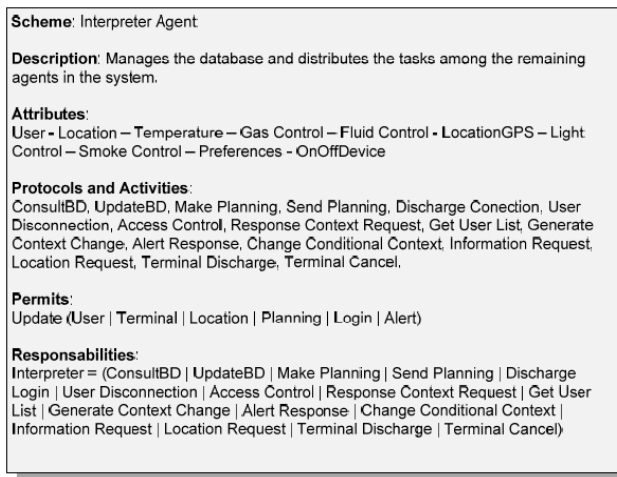 Scheme: Interpreter Agent
Description: Manages the database and distributes the tasks among the remaining
agents in the system.
Attributes:
User - Location – Temperature – Gas Control – Fluid Control - LocationGPS – Light
Control – Smoke Control – Preferences - OnOffDevice
Protocols and Activities:
ConsultBD, UpdateBD, Make Planning, Send Planning, Discharge Conection, User
Disconnection, Access Control, Response Context Request, Get User List, Generate
Context Change, Alert Response, Change Conditional Context, Information Request,
Location Request, Terminal Discharge, Terminal Cancel,
Permits:
Update (User | Terminal | Location | Planning | Login | Alert)
Responsabilities:
Interpreter = (ConsultBD | UpdateBD | Make Planning | Send Planning | Discharge
Login | User Disconnection | Access Control | Response Context Request | Get User
List | Generate Context Change | Alert Response | Change Conditional Context |
Information Request | Location Request | Terminal Discharge | Terminal Cancel)